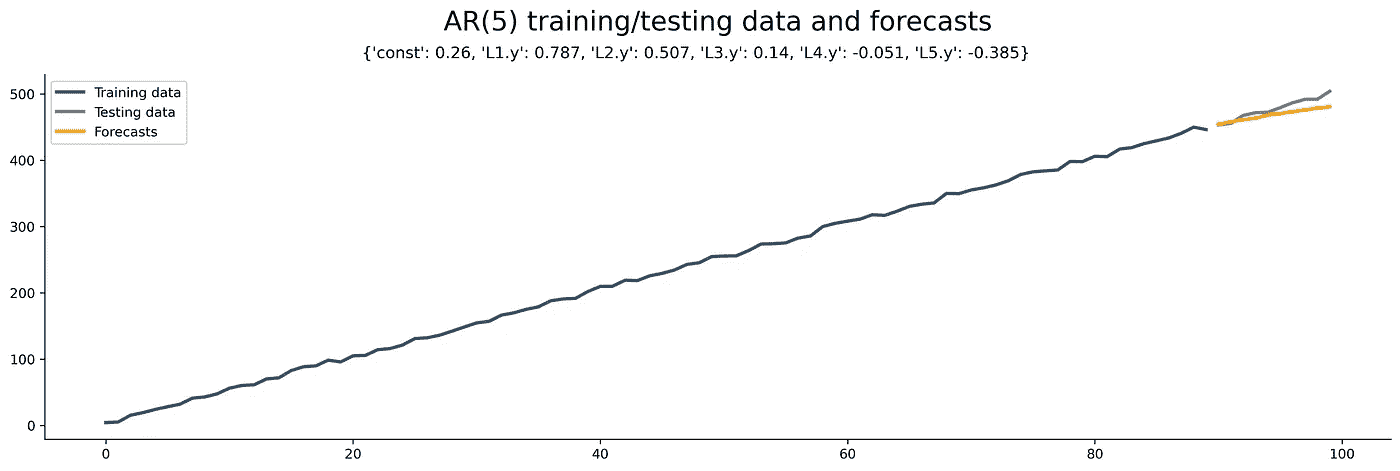 AR(5) training/testing data and forecasts
{'const': 0.26, 'L1.y': 0.787, 'L2.y': 0.507, 'L3.y': 0.14, 'L4.y': -0.051, 'L5.y': -0.385}
Training data
Testing data
Forecasts
500
400
300
200
100
0
0 20 40 60 80 100